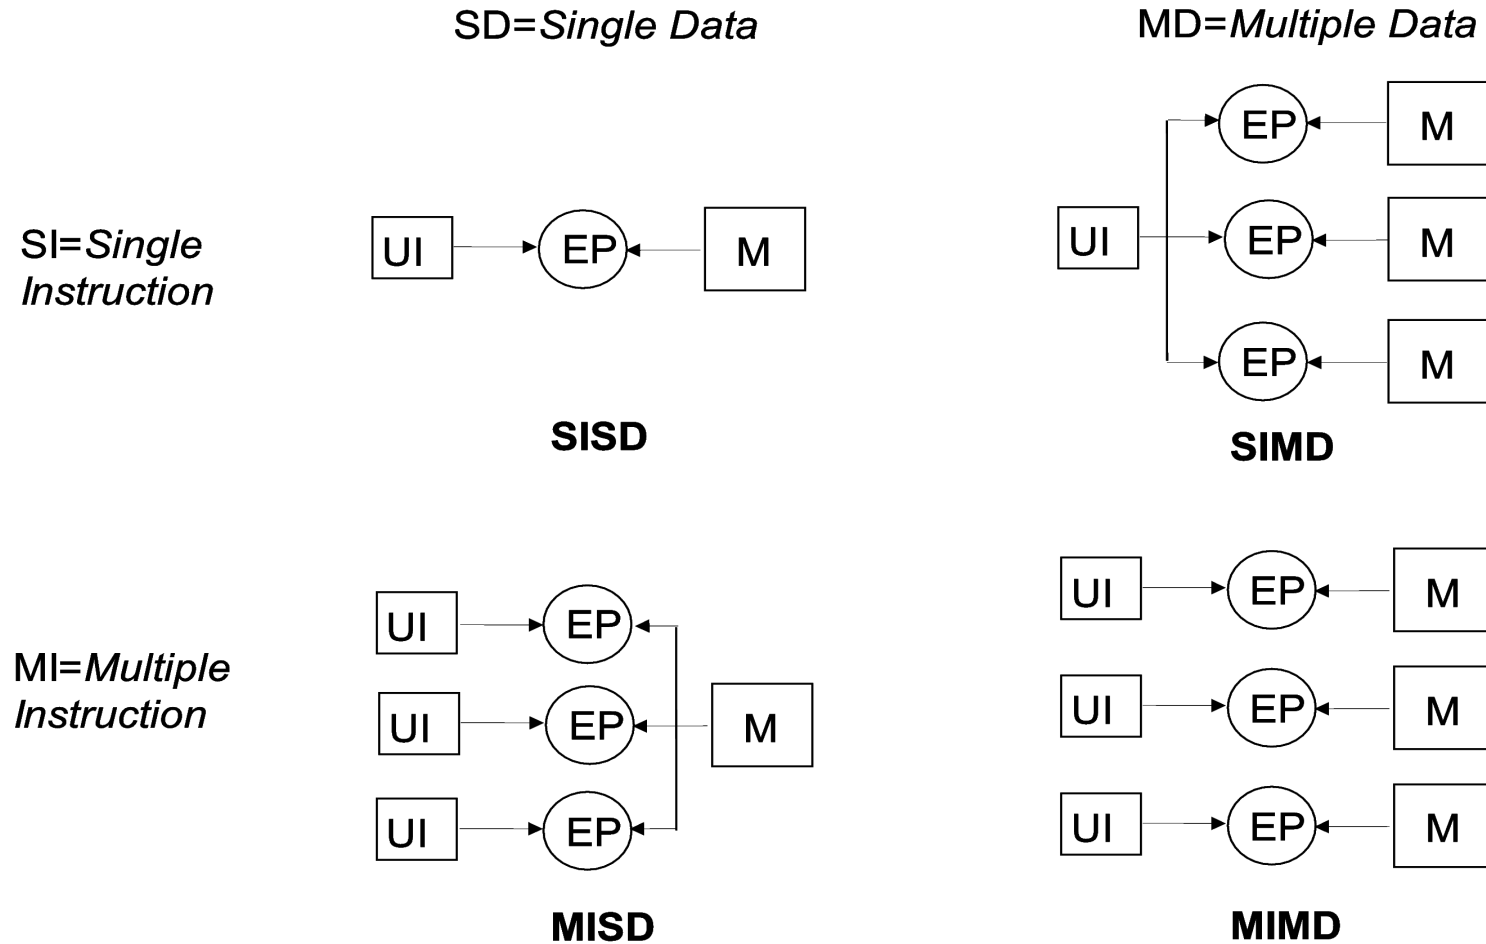 SD=Single Data
MD=Multiple Data
SI=Single
Instruction
UI EP M
UI
EP M
EP M
EP M
SISD
SIMD
MI=Multiple
Instruction
UI EP
UI EP M
UI EP
UI EP M
UI EP M
UI EP M
MISD
MIMD